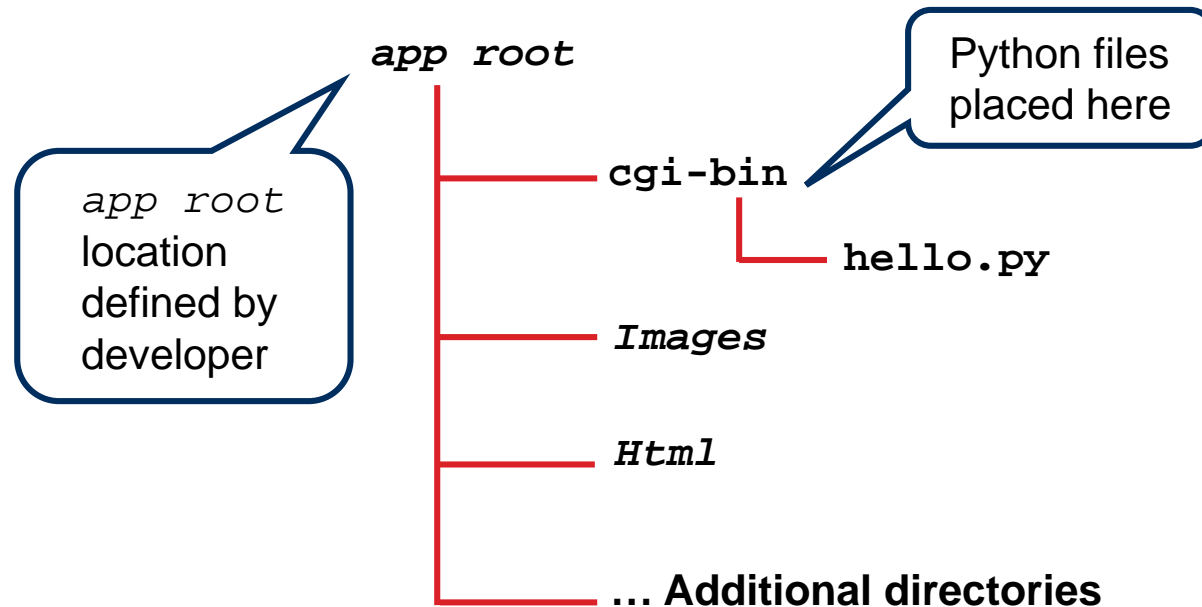 app root
Python files
placed here
cgi-bin
app root
location
defined by
developer
hello.py
Images
Html
... Additional directories